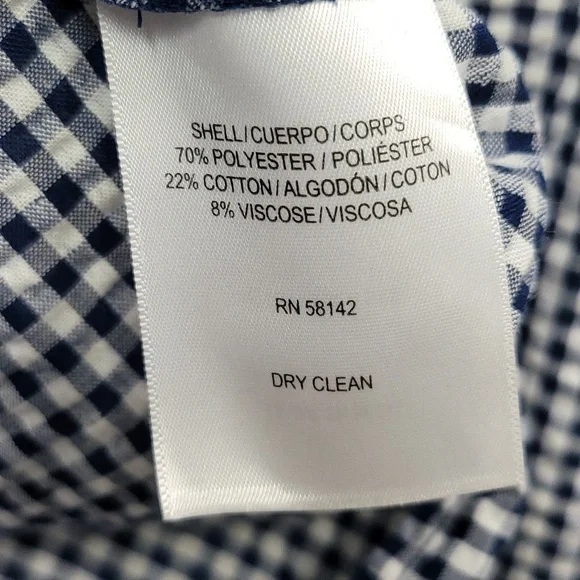 SHELL/CUERPO/CORPS
70% POLYESTER / POLIÉSTER
22% COTTON/ALGODÓN/COTON
8% VISCOSE/VISCOSA
RN 58142
DRY CLEAN